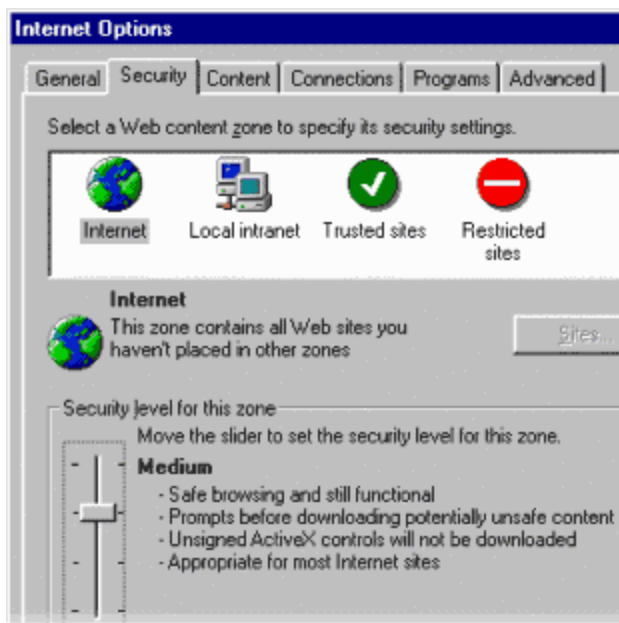 Internet Options
General Security Content Connections Programs Advanced
Select a Web content zone to specify its security settings.
Internet Local intranet Trusted sites Restricted
sites
Internet
This zone contains all Web sites you
haven't placed in other zones
Sites...
Security level for this zone
Move the slider to set the security level for this zone.
Medium
- Safe browsing and still functional
- Prompts before downloading potentially unsafe content
- Unsigned ActiveX controls will not be downloaded
- Appropriate for most Internet sites